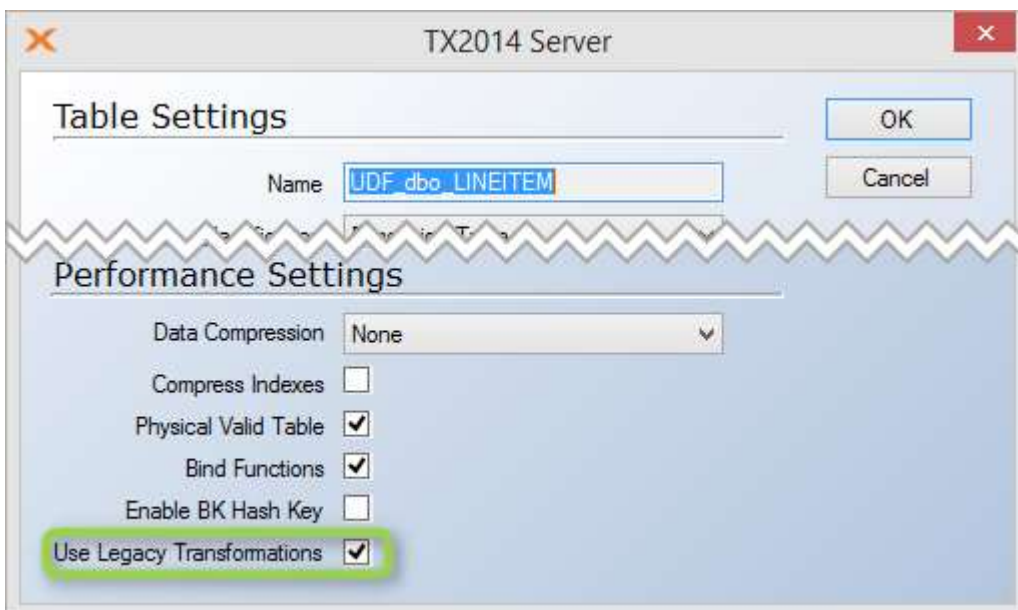 TX2014 Server
Table Settings
OK
Name UDF_dbo_LINEITEM
Cancel
Performance Settings
Data Compression None
Compress Indexes
Physical Valid Table
Bind Functions
Enable BK Hash Key
Use Legacy Transformations